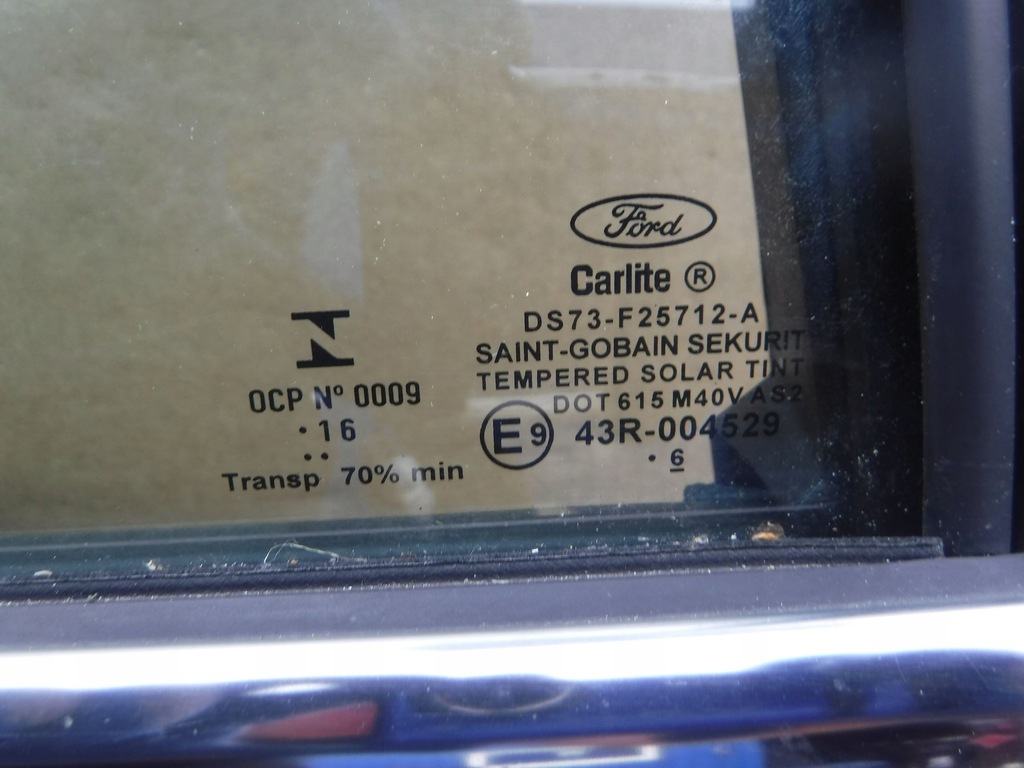 Ford
Carlite ®
DS73-F25712-A
SAINT-GOBAIN SEKURIT
TEMPERED SOLAR TINT
DOT 615 M40V AS2
E9 43R-004529
. 6
OCP Nº 0009
.16
..
Transp 70% min